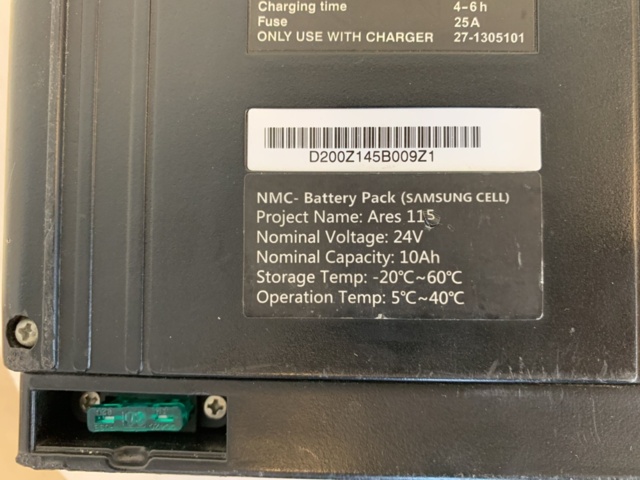 Charging time 4-6h
Fuse 25A
ONLY USE WITH CHARGER 27-1305101
D200Z145B009Z1
NMC- Battery Pack (SAMSUNG CELL)
Project Name: Ares 115
Nominal Voltage: 24V
Nominal Capacity: 10Ah
Storage Temp: -20℃~60℃
Operation Temp: 5℃~40℃